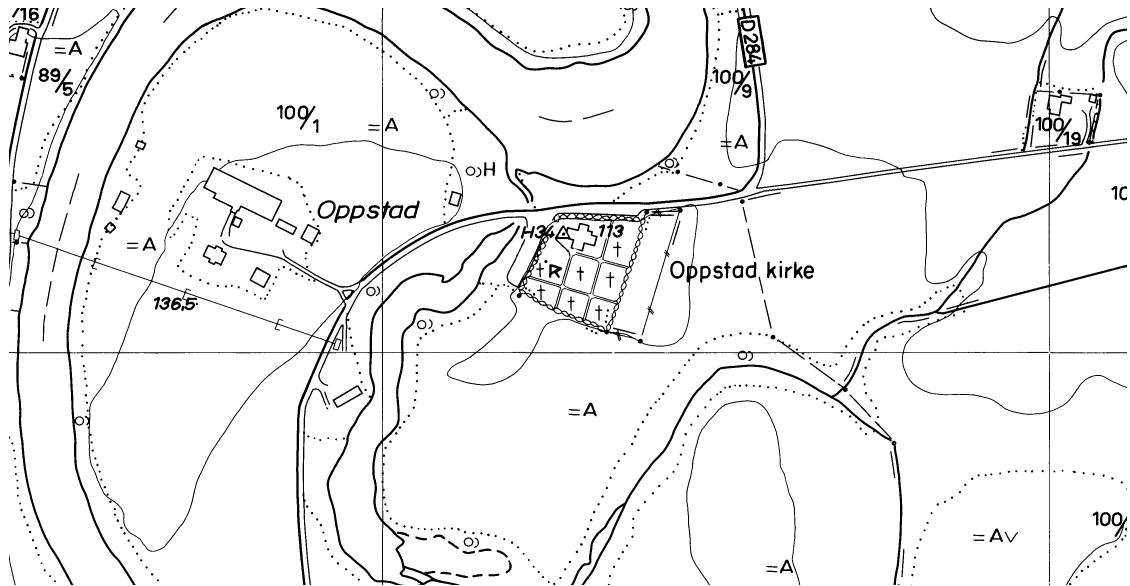 /16
=A
89/5
D284
100/9
100/1
=A
=A
100/19
H
Oppstad
10
H34
113
R
=A
Oppstad kirke
136,5
=A
100/
=Av
=A